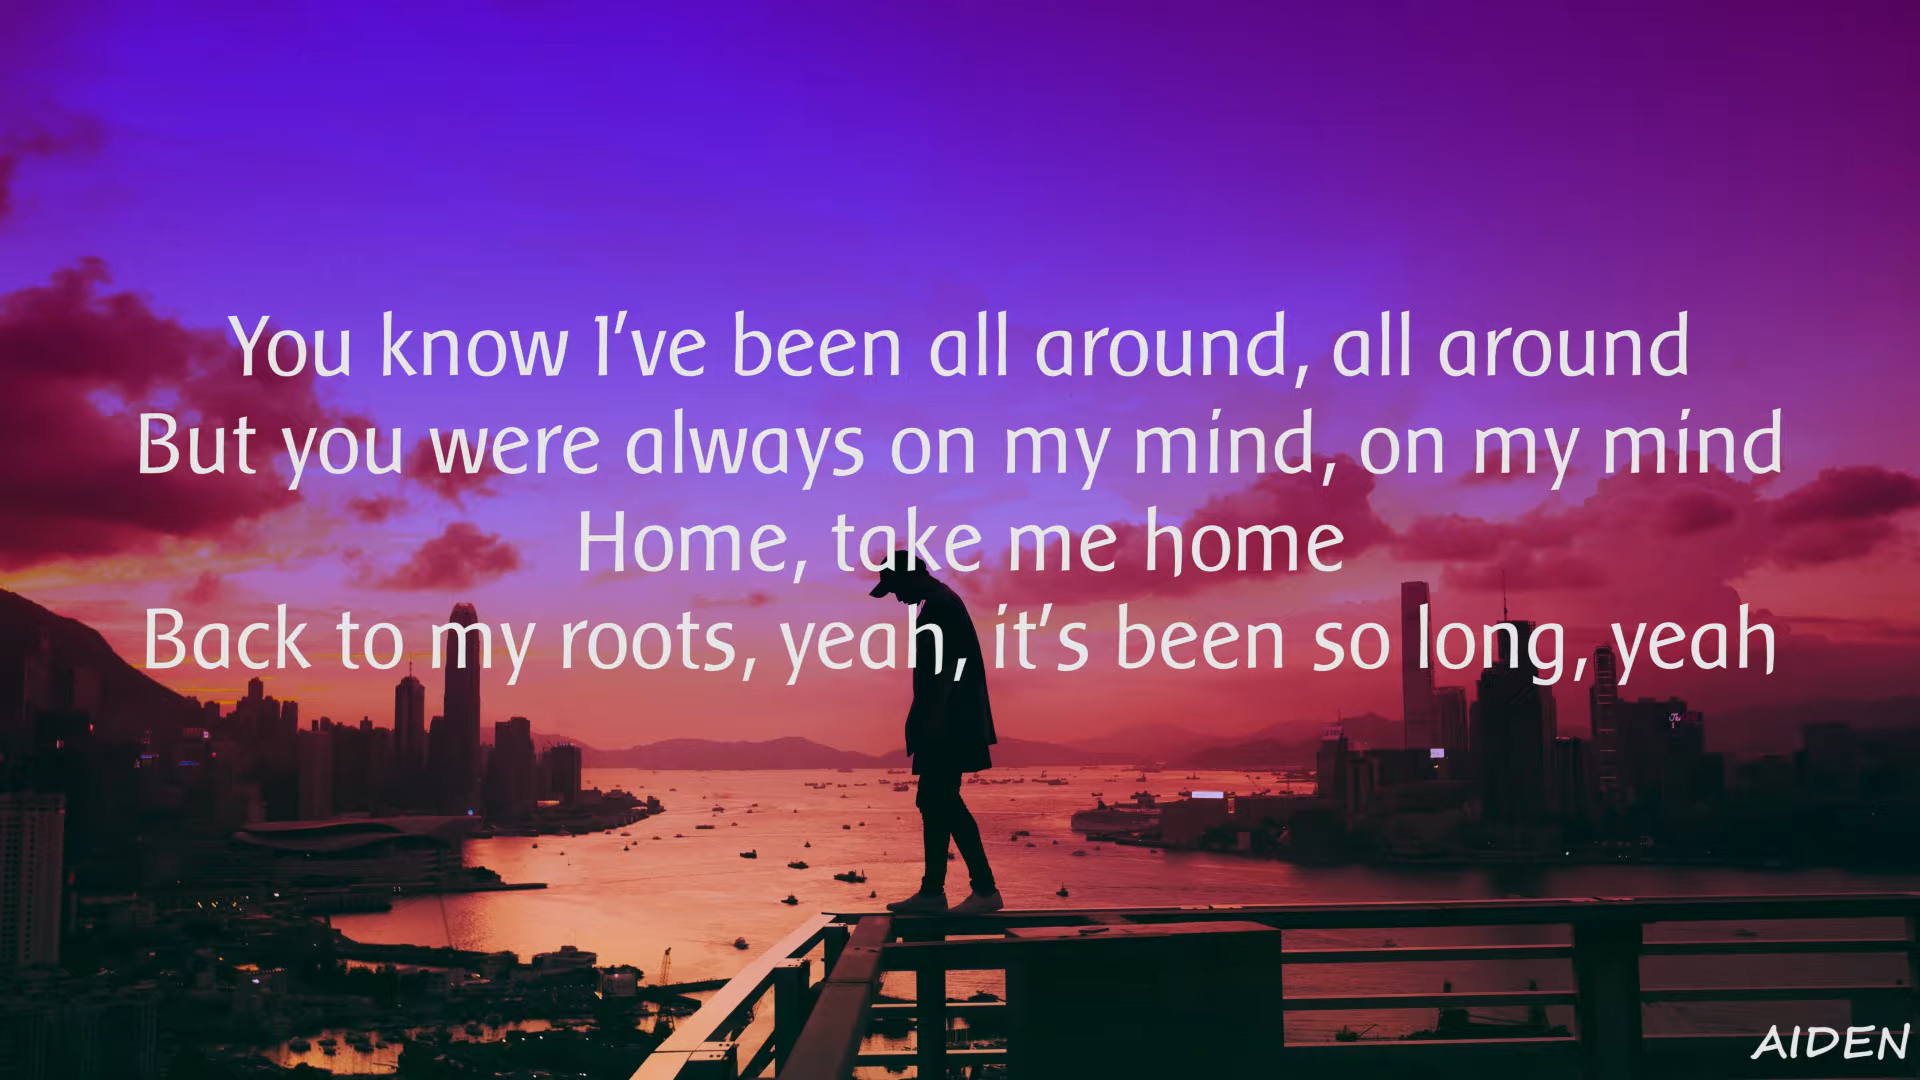 You know I've been all around, all around
But you were always on my mind, on my mind
Home, take me home
Back to my roots, yeah, it's been so long, yeah
AIDEN